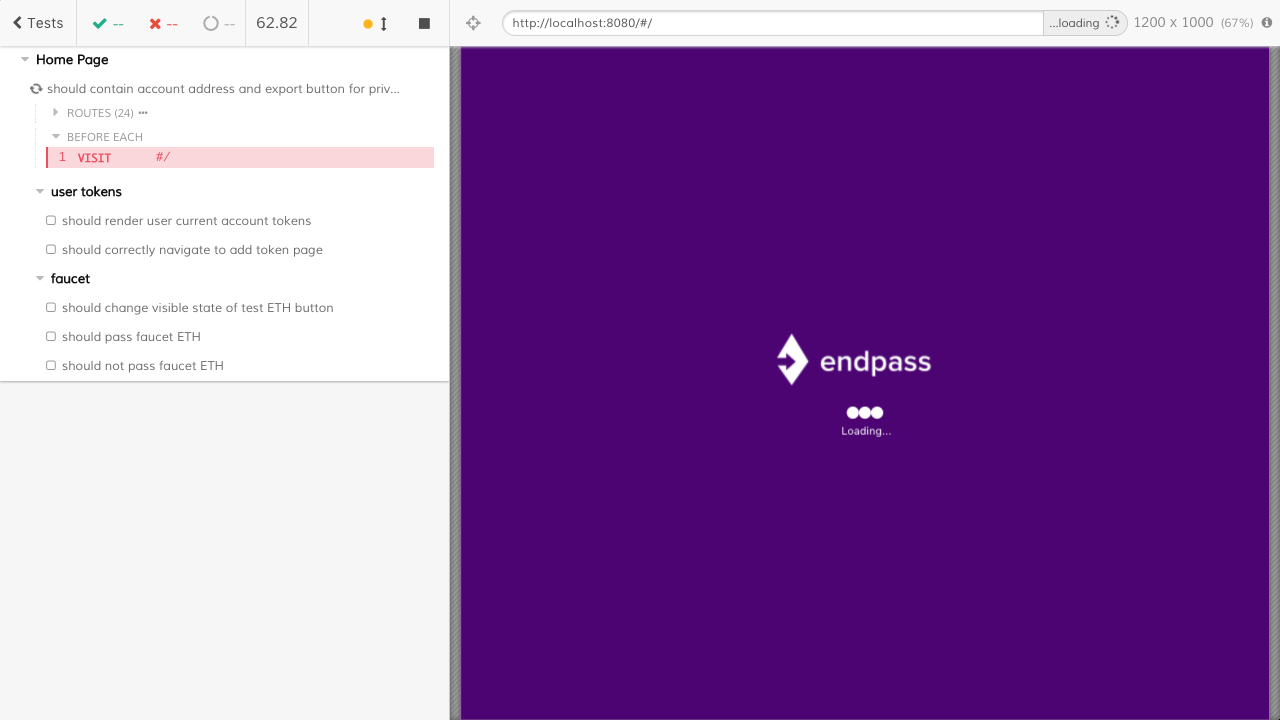 Tests
--
--
--
62.82
http://localhost:8080/#/
...loading
1200 x 1000 (67%)
Home Page
should contain account address and export button for priv...
ROUTES (24)
BEFORE EACH
1 VISIT #/
user tokens
should render user current account tokens
should correctly navigate to add token page
faucet
should change visible state of test ETH button
should pass faucet ETH
should not pass faucet ETH
endpass
Loading...